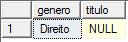 genero titulo
1 Direito NULL